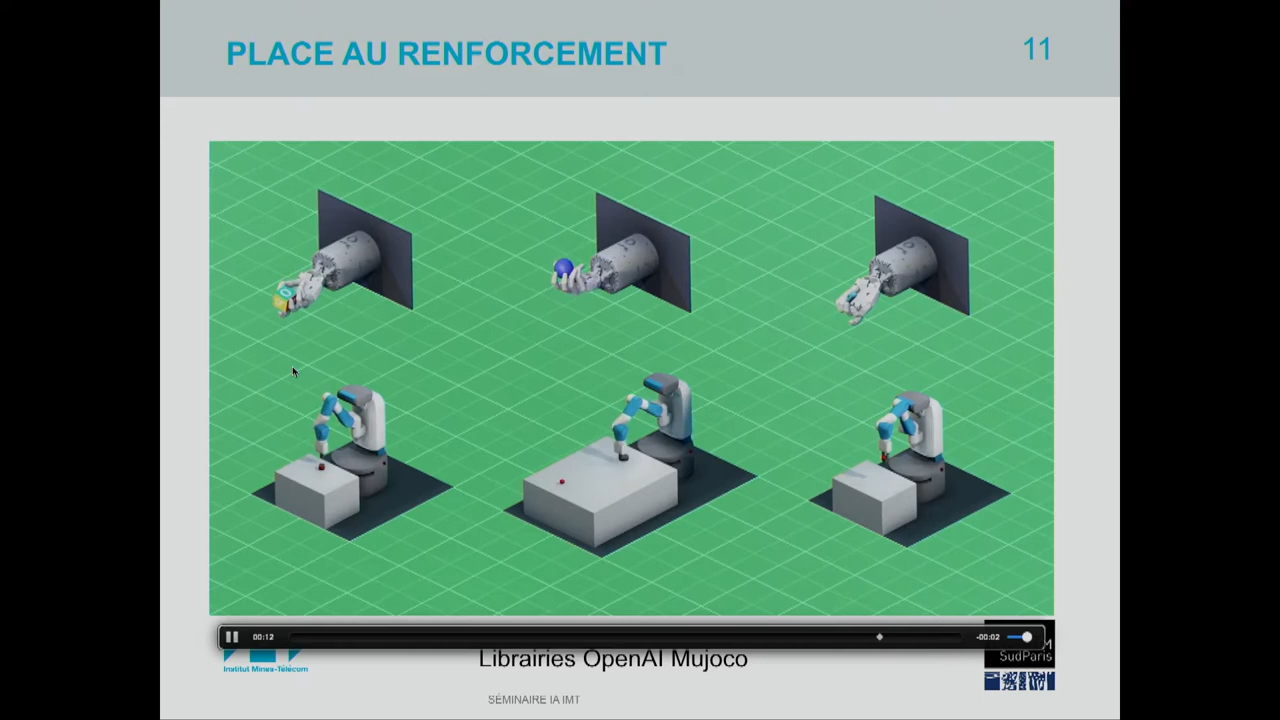 PLACE AU RENFORCEMENT
11
00:12
-00:02
Institut Mines-Télécom
Librairies OpenAI Mujoco
SudParis
SÉMINAIRE IA IMT